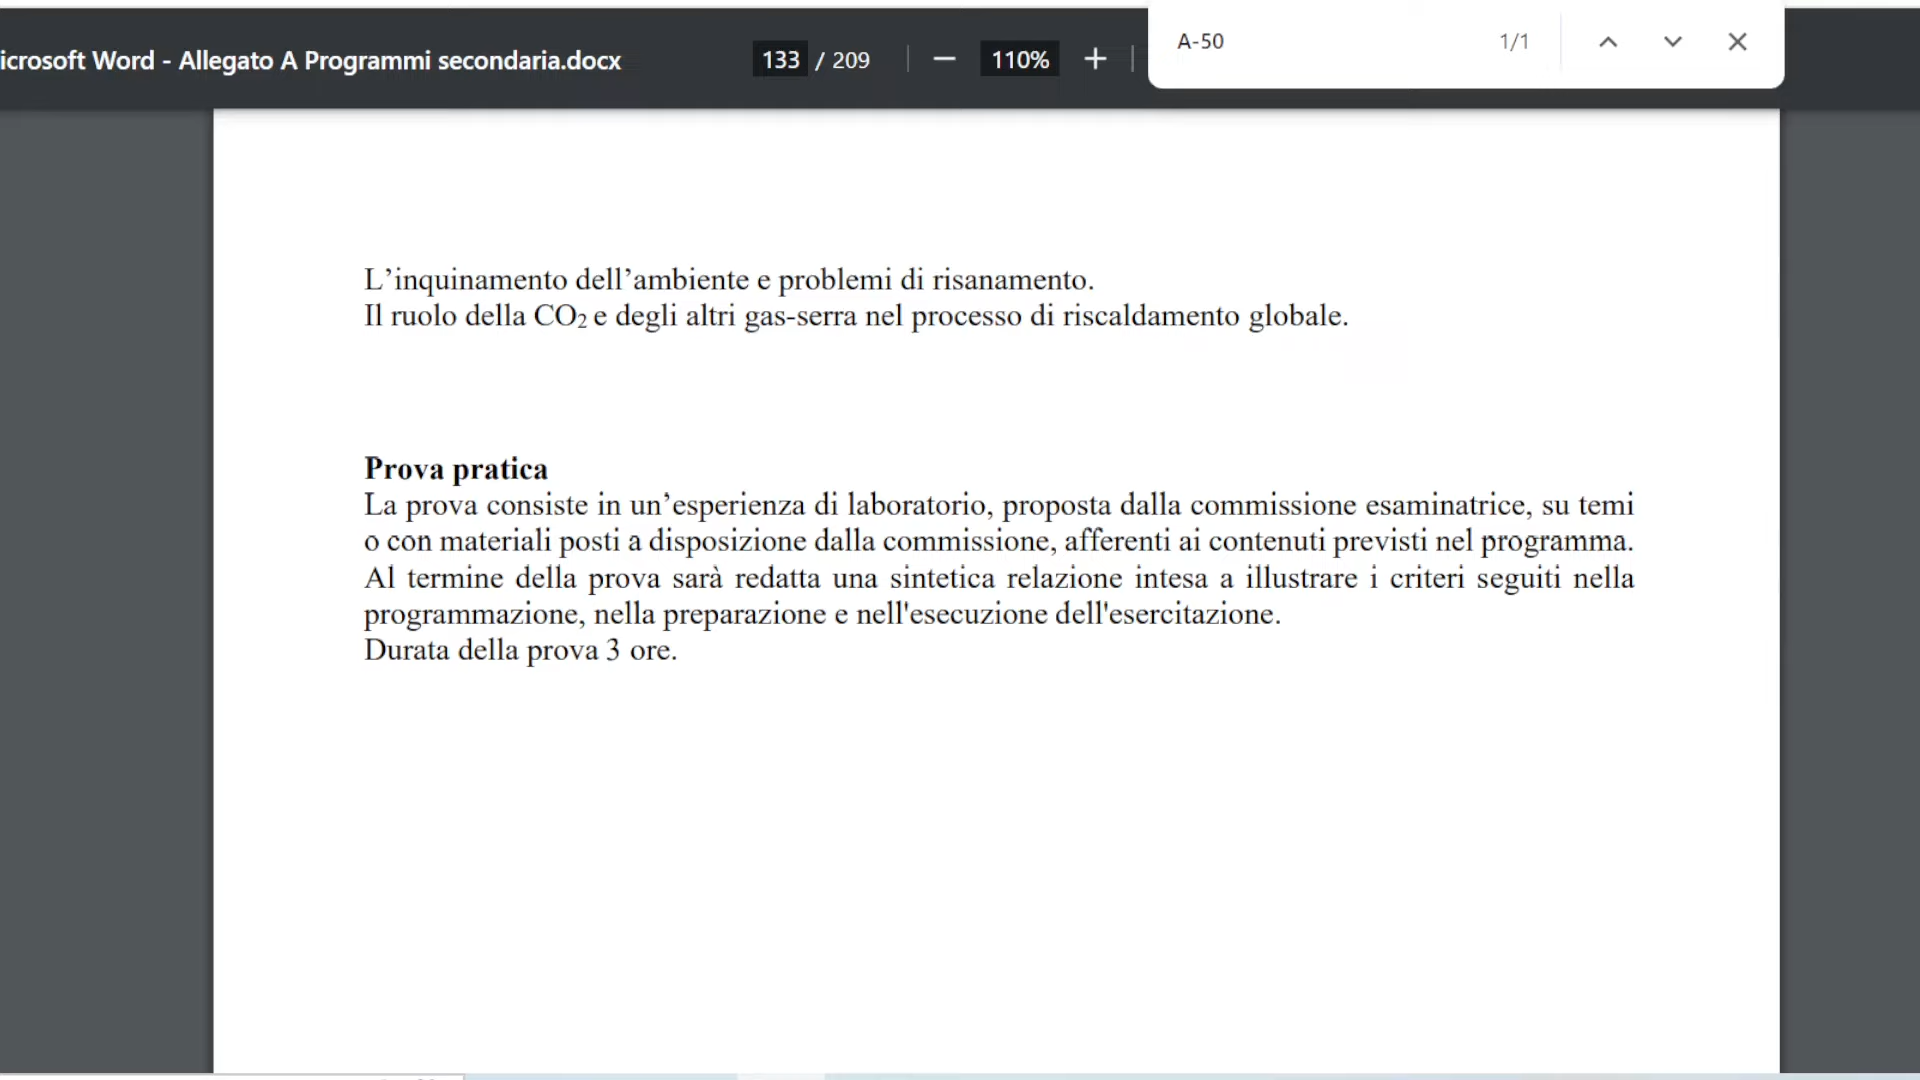 icrosoft Word - Allegato A Programmi secondaria.docx
133 / 209
110%
A-50
1/1
L’inquinamento dell’ambiente e problemi di risanamento.
Il ruolo della CO₂ e degli altri gas-serra nel processo di riscaldamento globale.
Prova pratica
La prova consiste in un’esperienza di laboratorio, proposta dalla commissione esaminatrice, su temi
o con materiali posti a disposizione dalla commissione, afferenti ai contenuti previsti nel programma.
Al termine della prova sarà redatta una sintetica relazione intesa a illustrare i criteri seguiti nella
programmazione, nella preparazione e nell'esecuzione dell'esercitazione.
Durata della prova 3 ore.